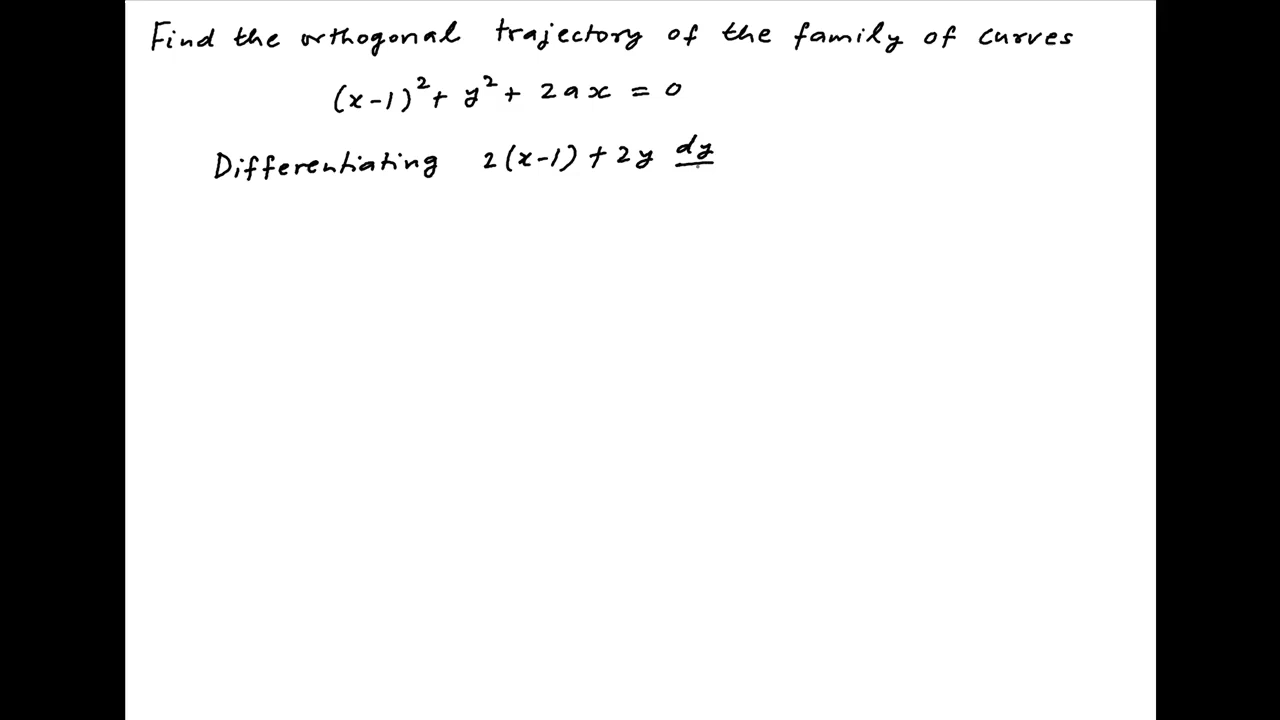 Find the orthogonal trajectory of the family of curves
(x-1)² + y² + 2ax = 0
Differentiating 2(x-1) + 2y dy